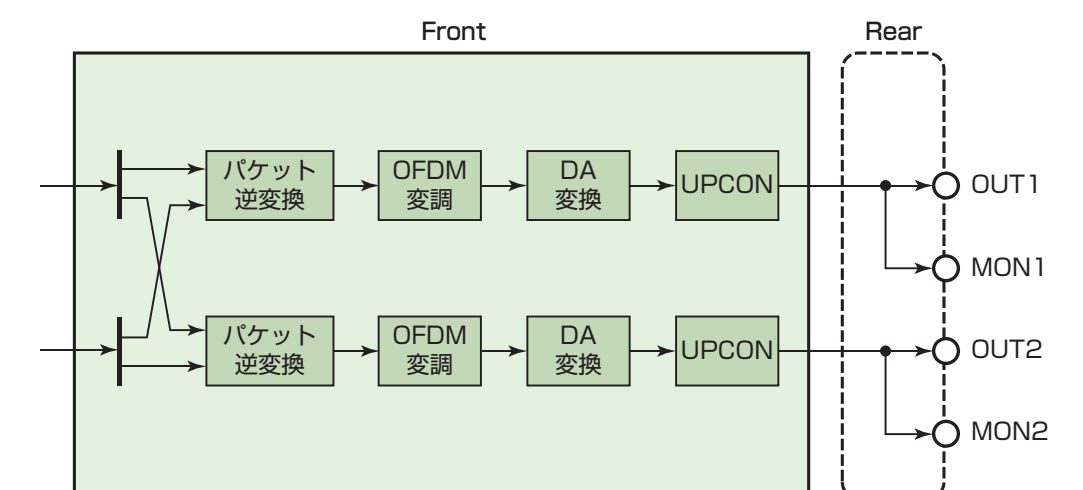 Front
Rear
パケット
逆変換
OFDM
変調
DA
変換
UPCON
OUT1
MON1
パケット
逆変換
OFDM
変調
DA
変換
UPCON
OUT2
MON2